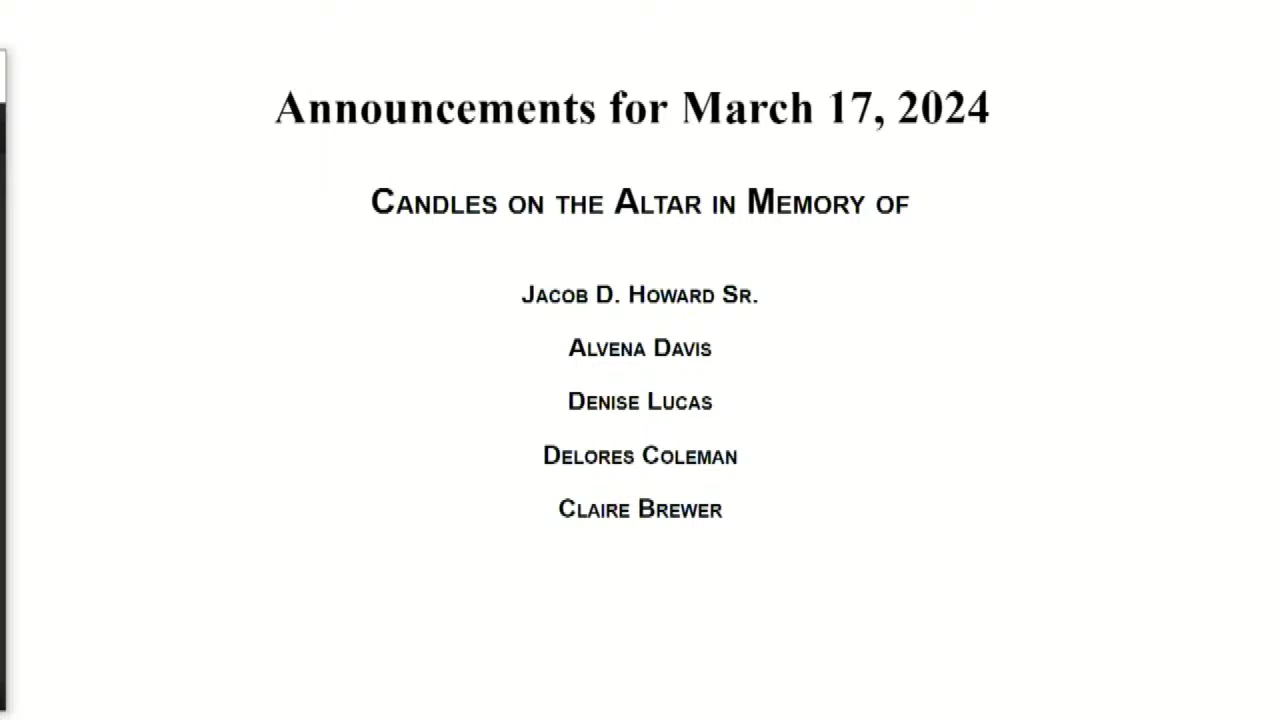 Announcements for March 17, 2024
Candles on the Altar in Memory of
Jacob D. Howard Sr.
Alvena Davis
Denise Lucas
Delores Coleman
Claire Brewer